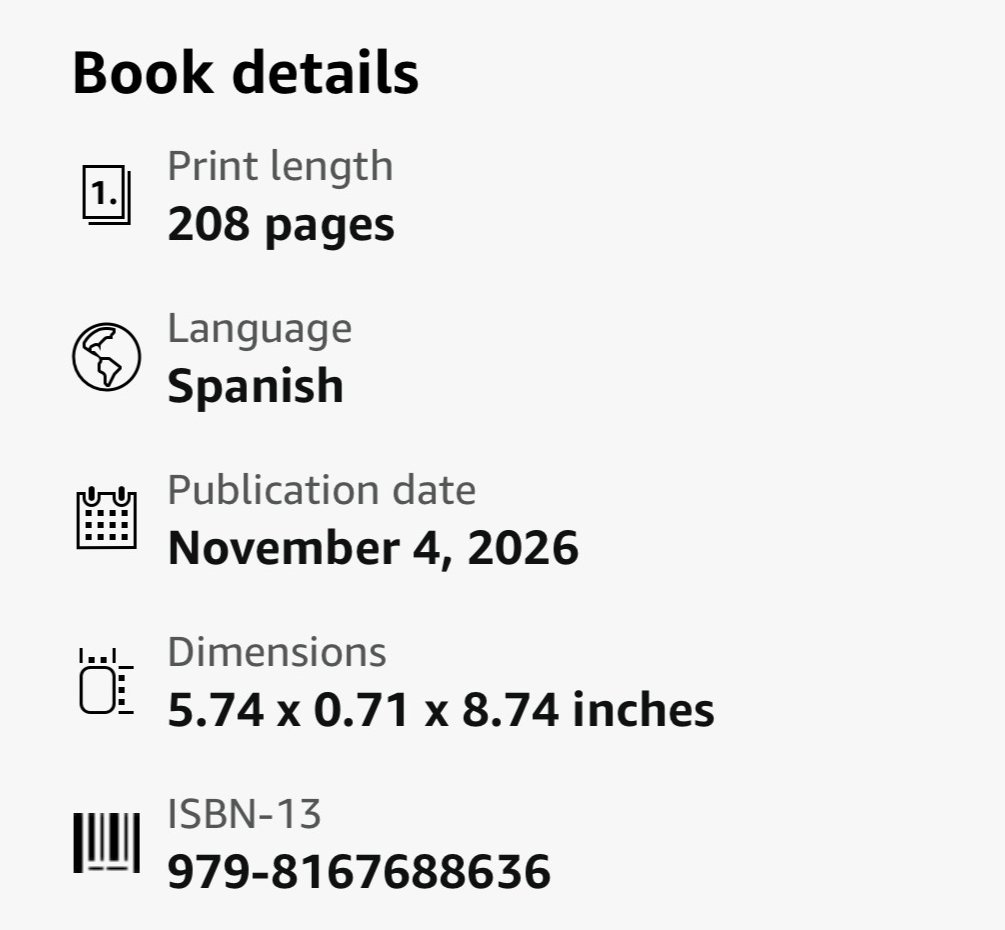 Book details
1.
Print length
208 pages
Language
Spanish
Publication date
November 4, 2026
Dimensions
5.74 x 0.71 x 8.74 inches
ISBN-13
979-8167688636